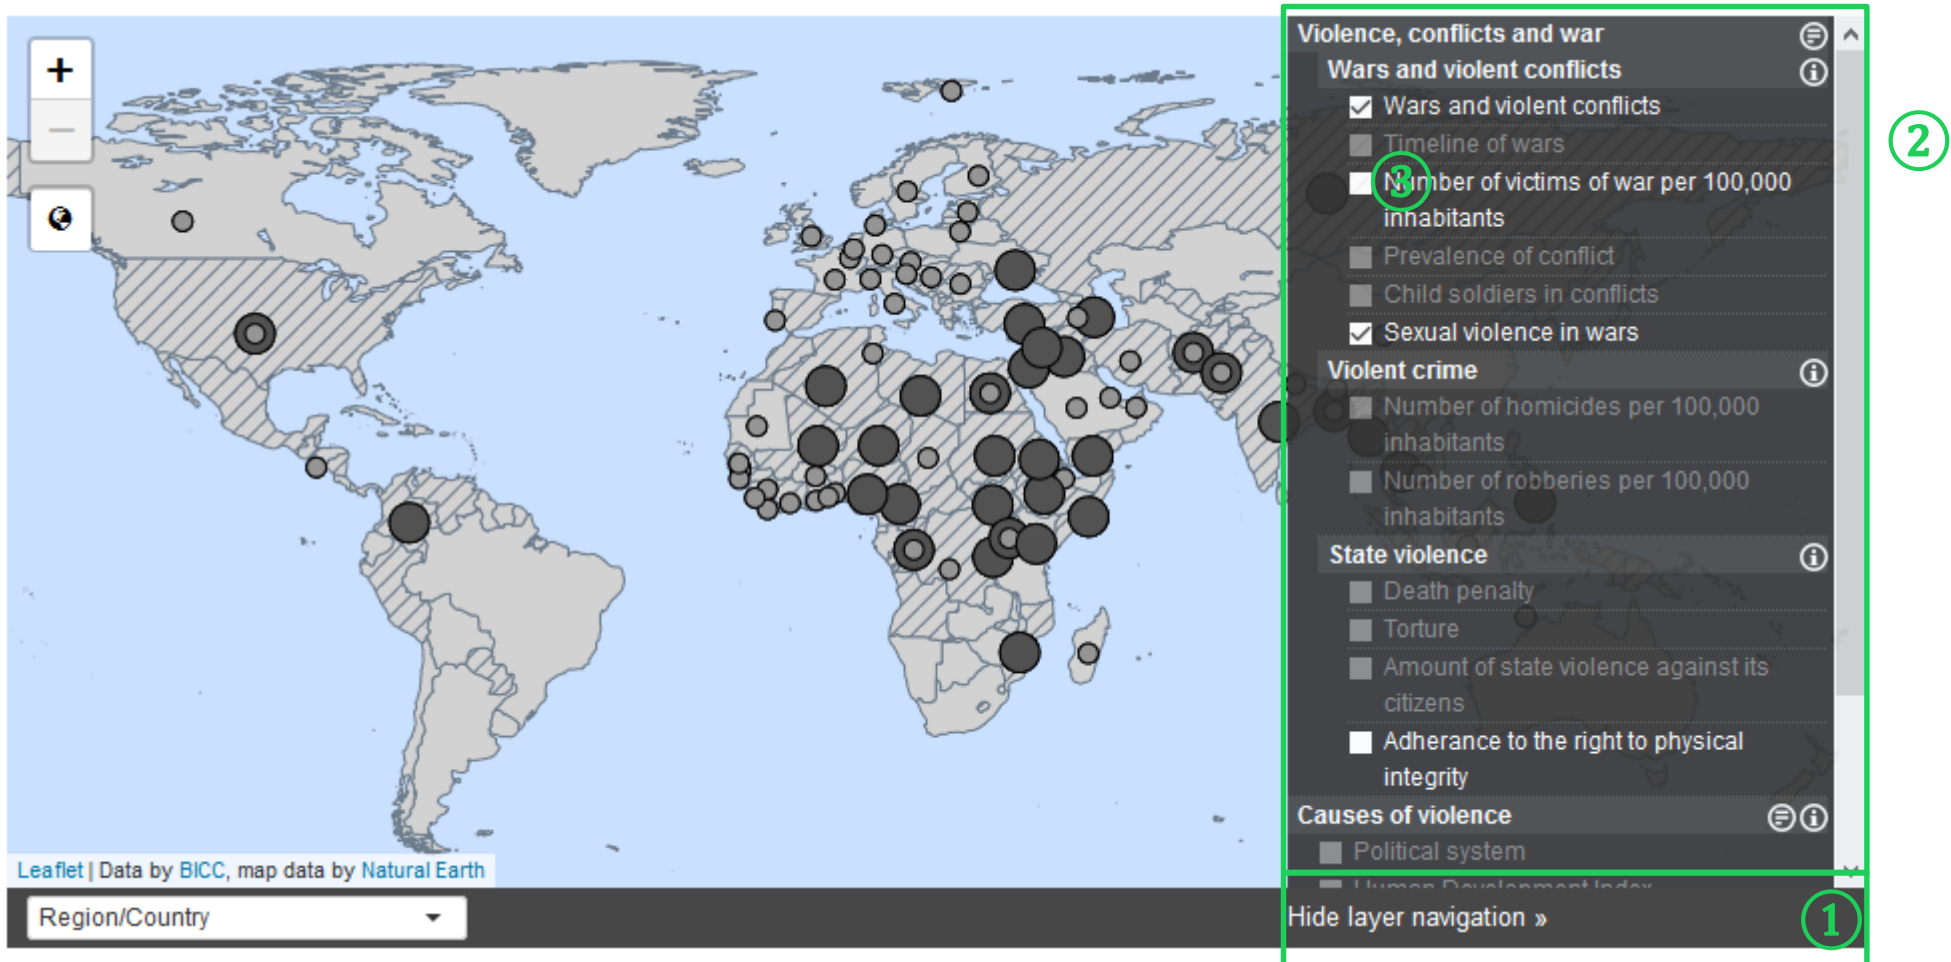 +
−
Violence, conflicts and war
Wars and violent conflicts
Wars and violent conflicts
Timeline of wars
Number of victims of war per 100,000
inhabitants
Prevalence of conflict
Child soldiers in conflicts
Sexual violence in wars
Violent crime
Number of homicides per 100,000
inhabitants
Number of robberies per 100,000
inhabitants
State violence
Death penalty
Torture
Amount of state violence against its
citizens
Adherance to the right to physical
integrity
Causes of violence
Political system
Human Development Index
②
③
Leaflet | Data by BICC, map data by Natural Earth
Region/Country
Hide layer navigation »
①